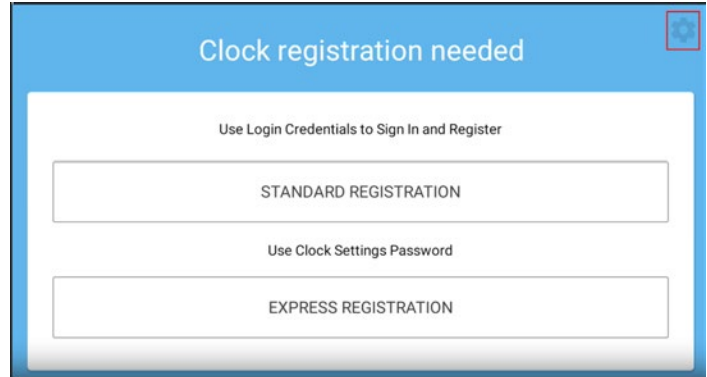 Clock registration needed
Use Login Credentials to Sign In and Register
STANDARD REGISTRATION
Use Clock Settings Password
EXPRESS REGISTRATION